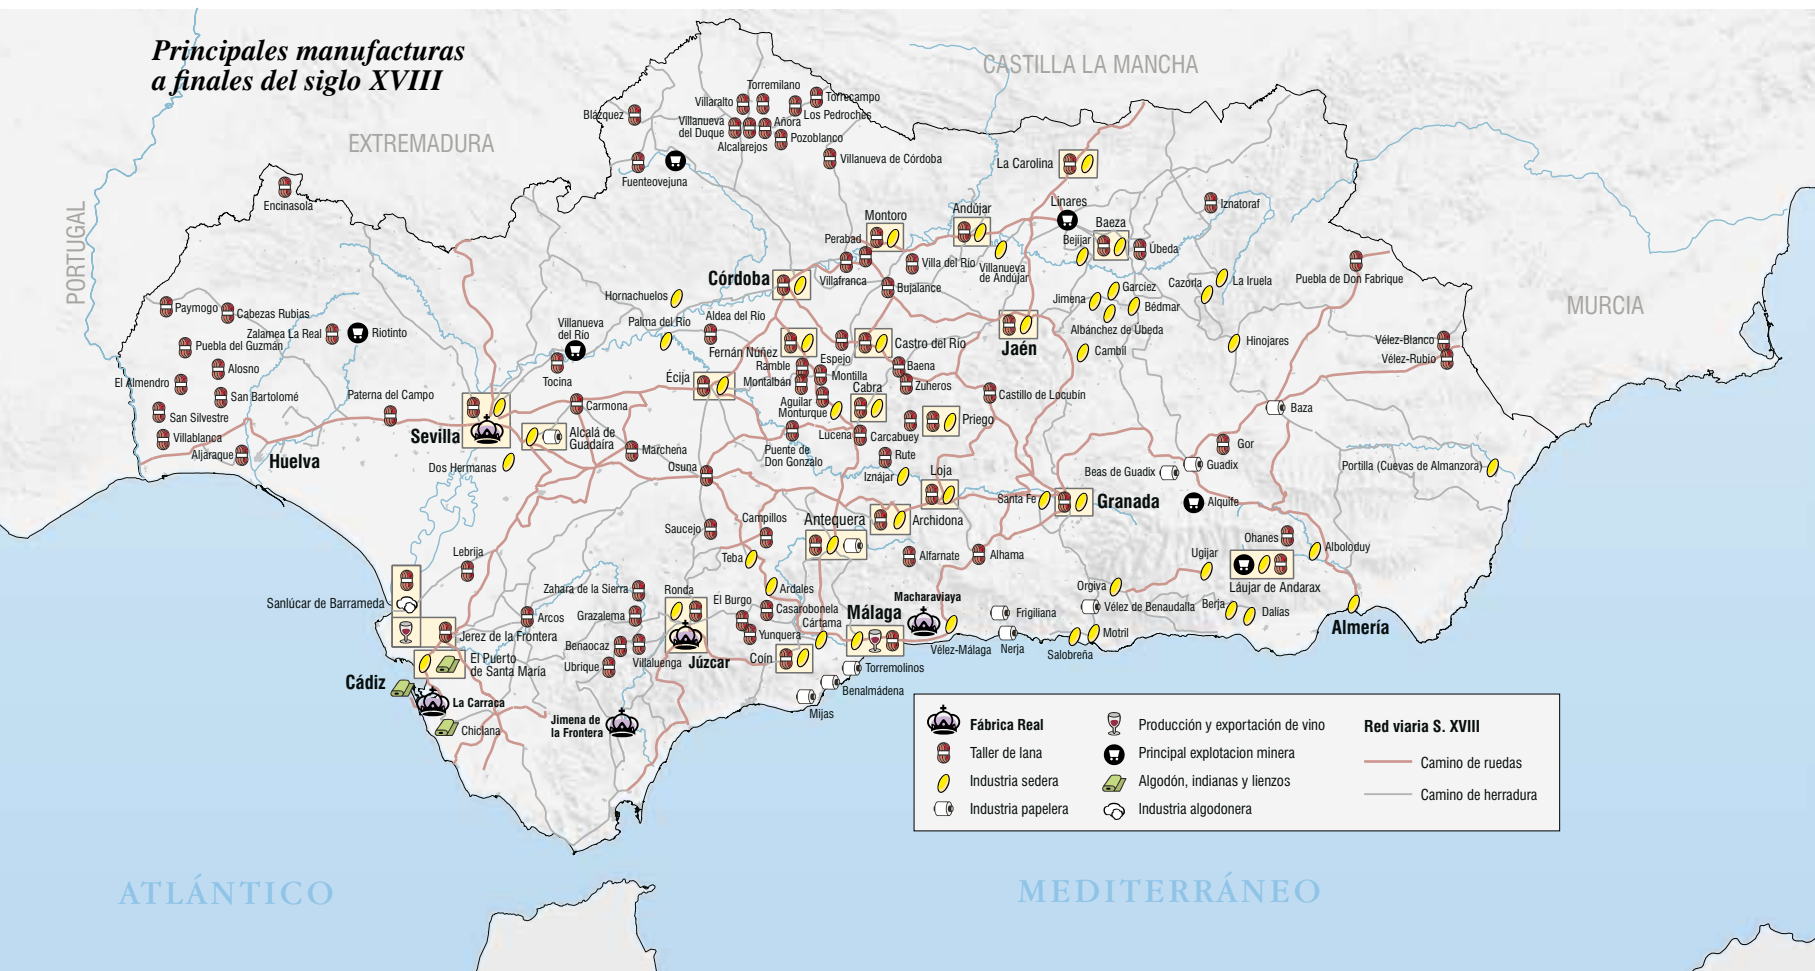 Principales manufacturas
a finales del siglo XVIII
CASTILLA LA MANCHA
EXTREMADURA
PORTUGAL
MURCIA
ATLÁNTICO
MEDITERRÁNEO
Torremilano
Villaralto
Torrecampo
Los Pedroches
Blázquez
Villanueva
del Duque
Añora
Alcalarejos
Pozoblanco
Villanueva de Córdoba
Fuenteovejuna
La Carolina
Encinasola
Linares
Iznatoraf
Montoro
Andújar
Baeza
Perabad
Bejíjar
Úbeda
Villafranca
Villa del Río
Villanueva
de Andújar
Córdoba
Bujalance
Puebla de Don Fabrique
Hornachuelos
Garciez
Cazorla
La Iruela
Jimena
Bédmar
Albánchez de Úbeda
Paymogo
Cabezas Rubias
Zalamea La Real
Riotinto
Villanueva
del Río
Palma del Río
Aldea del Río
Jaén
Puebla del Guzmán
Alosno
Tocina
Fernán Núñez
Espejo
Castro del Río
Cambil
Hinojares
Vélez-Blanco
Vélez-Rubio
El Almendro
San Bartolomé
Écija
Ramble
Montalbán
Montilla
Baena
Cabra
Zuheros
Castillo de Locubín
San Silvestre
Paterna del Campo
Carmona
Aguilar
Monturque
Baza
Villablanca
Sevilla
Alcalá de
Guadaira
Priego
Aljaraque
Huelva
Marchena
Puente de
Don Gonzalo
Lucena
Carcabuey
Rute
Gor
Dos Hermanas
Osuna
Iznájar
Loja
Beas de Guadix
Guadix
Portilla (Cuevas de Almanzora)
Santa Fe
Granada
Alquife
Saucejo
Campillos
Antequera
Archidona
Ohanes
Alboloduy
Lebrija
Teba
Alfarnate
Alhama
Ugijar
Láujar de Andarax
Sanlúcar de Barrameda
Zahara de la Sierra
Ronda
Ardales
Orgiva
Arcos
Grazalema
El Burgo
Casarobonela
Málaga
Macharaviaya
Frigiliana
Vélez de Benaudalla
Berja
Dalías
Almería
Jerez de la Frontera
Benaocaz
Yunquera
Cártama
Vélez-Málaga
Nerja
Motril
Salobreña
El Puerto
de Santa María
Ubrique
Villaluenga
Júzcar
Coín
Torremolinos
Benalmádena
Mijas
Cádiz
La Carraca
Chiclana
Jimena de
la Frontera
Fábrica Real
Taller de lana
Industria sedera
Industria papelera
Producción y exportación de vino
Principal explotacion minera
Algodón, indianas y lienzos
Industria algodonera
Red viaria S. XVIII
Camino de ruedas
Camino de herradura